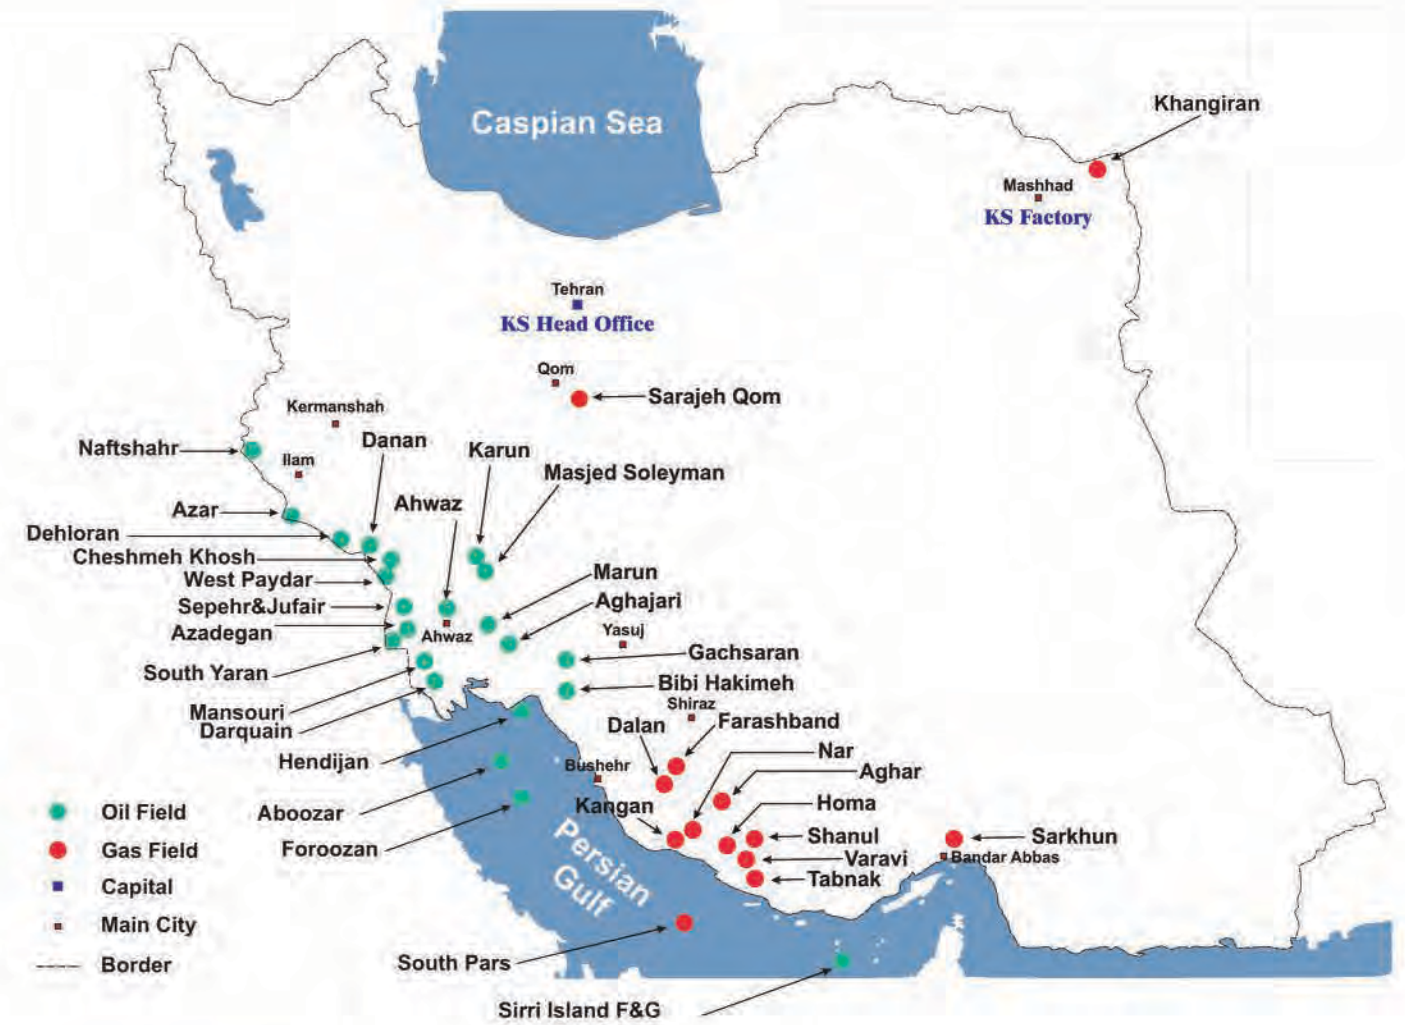 Caspian Sea
Khangiran
Mashhad
KS Factory
Tehran
KS Head Office
Qom
Sarajeh Qom
Kermanshah
Naftshahr
Danan
Karun
Ilam
Masjed Soleyman
Ahwaz
Azar
Dehloran
Cheshmeh Khosh
West Paydar
Marun
Sepehr&Jufair
Aghajari
Azadegan
Ahwaz
Yasuj
Gachsaran
South Yaran
Bibi Hakimeh
Mansouri
Shiraz
Darquain
Dalan
Farashband
Hendijan
Nar
Bushehr
Aghar
Kangan
Homa
Aboozar
Oil Field
Shanul
Sarkhun
Foroozan
Persian
Gulf
Gas Field
Varavi
Bandar Abbas
Tabnak
Capital
Main City
South Pars
Border
Sirri Island F&G